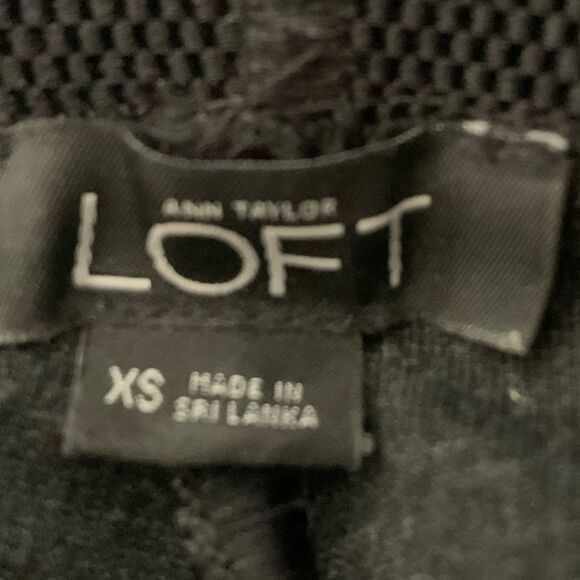 ANN TAYLOR
LOFT
XS MADE IN
SRI LANKA